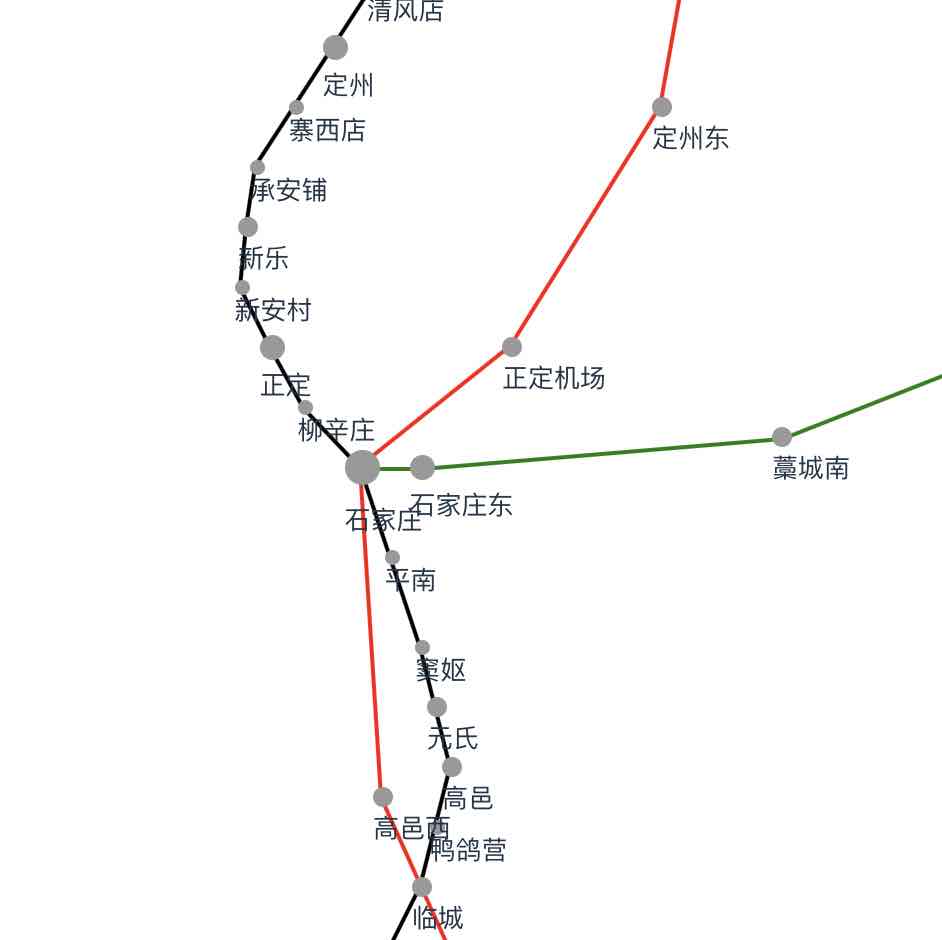 清风店
定州
寨西店
定州东
承安铺
新乐
新安村
正定机场
正定
柳辛庄
藁城南
石家庄东
石家庄
平南
窦妪
元氏
高邑
高邑西
鸭鸽营
临城